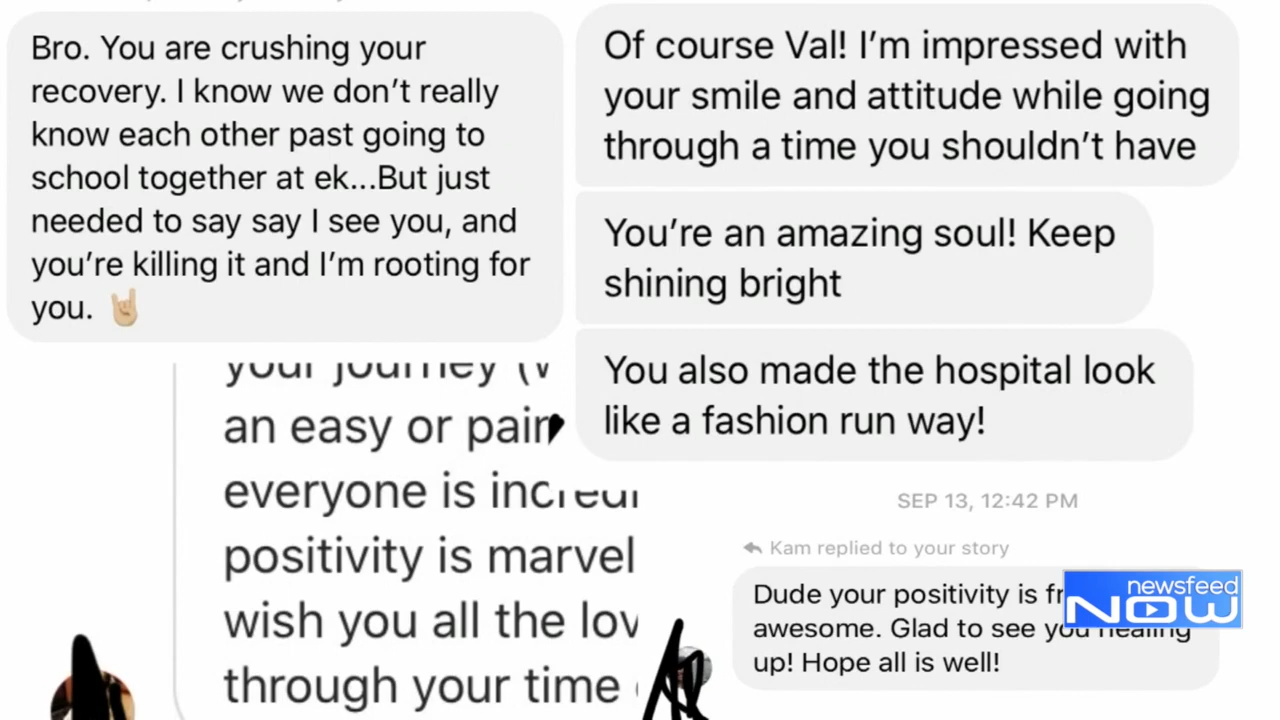 Bro. You are crushing your
recovery. I know we don't really
know each other past going to
school together at ek...But just
needed to say say I see you, and
you're killing it and I'm rooting for
you. 🤘🏼
your journey
an easy or
everyone is
positivity is
wish you all the
through your time
Of course Val! I'm impressed with
your smile and attitude while going
through a time you shouldn't have
You're an amazing soul! Keep
shining bright
You also made the hospital look
like a fashion run way!
SEP 13, 12:42 PM
Kam replied to your story
Dude your positivity is
awesome. Glad to see you healing
up! Hope all is well!
newsfeed
NOW